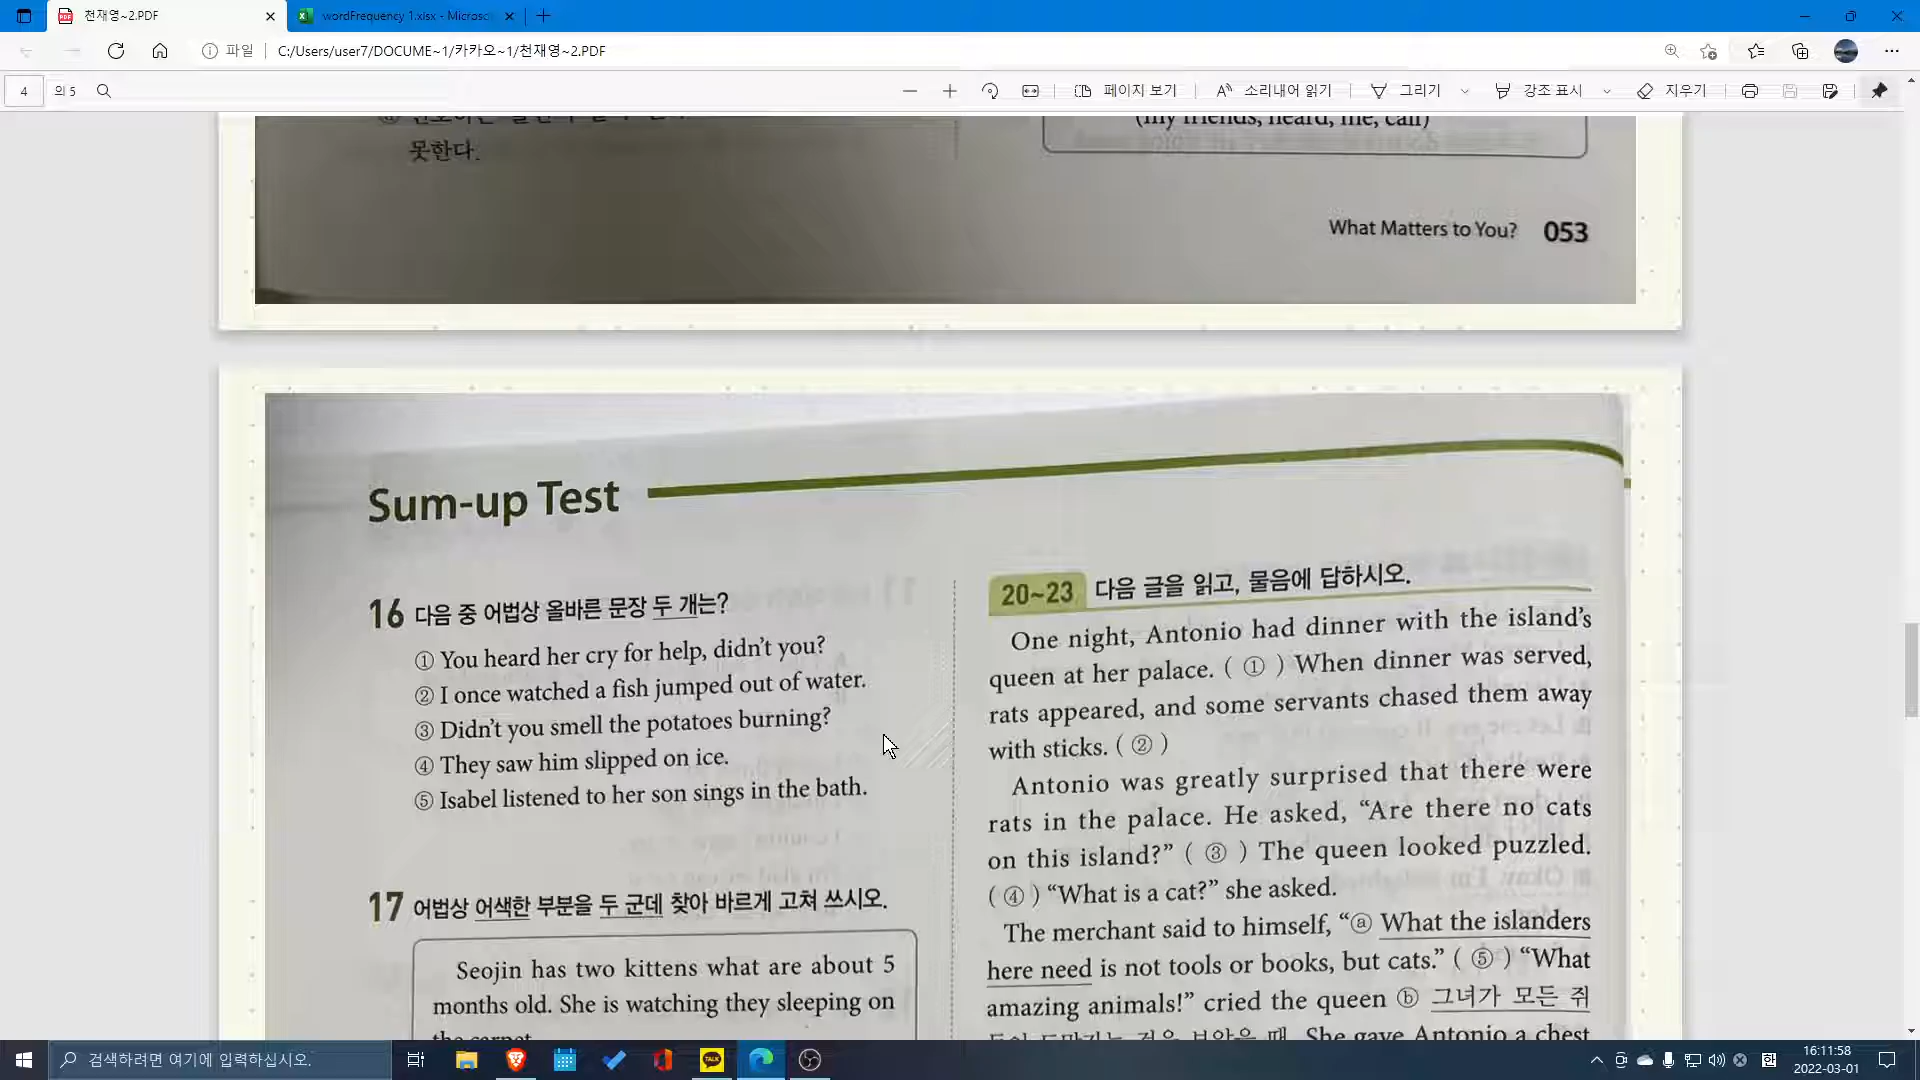 천재영~2.PDF
wordFrequency 1.xlsx - Microso
파일
C:/Users/user7/DOCUME~1/카카오~1/천재영~2.PDF
4
의 5
페이지 보기
소리내어 읽기
그리기
강조 표시
지우기
못한다.
(my friends, heard, me, call)
What Matters to You? 053
Sum-up Test
16 다음 중 어법상 올바른 문장 두 개는?
① You heard her cry for help, didn't you?
② I once watched a fish jumped out of water.
③ Didn't you smell the potatoes burning?
④ They saw him slipped on ice.
⑤ Isabel listened to her son sings in the bath.
17 어법상 어색한 부분을 두 군데 찾아 바르게 고쳐 쓰시오.
Seojin has two kittens what are about 5
months old. She is watching they sleeping on
the carpet.
20~23 다음 글을 읽고, 물음에 답하시오.
One night, Antonio had dinner with the island's
queen at her palace. ( ① ) When dinner was served,
rats appeared, and some servants chased them away
with sticks. ( ② )
Antonio was greatly surprised that there were
rats in the palace. He asked, “Are there no cats
on this island?” ( ③ ) The queen looked puzzled.
( ④ ) “What is a cat?” she asked.
The merchant said to himself, “ⓐ What the islanders
here need is not tools or books, but cats.” ( ⑤ ) “What
amazing animals!” cried the queen ⓑ 그녀가 모든 쥐
She gave Antonio a chest
검색하려면 여기에 입력하십시오.
TALK
한
16:11:58
2022-03-01